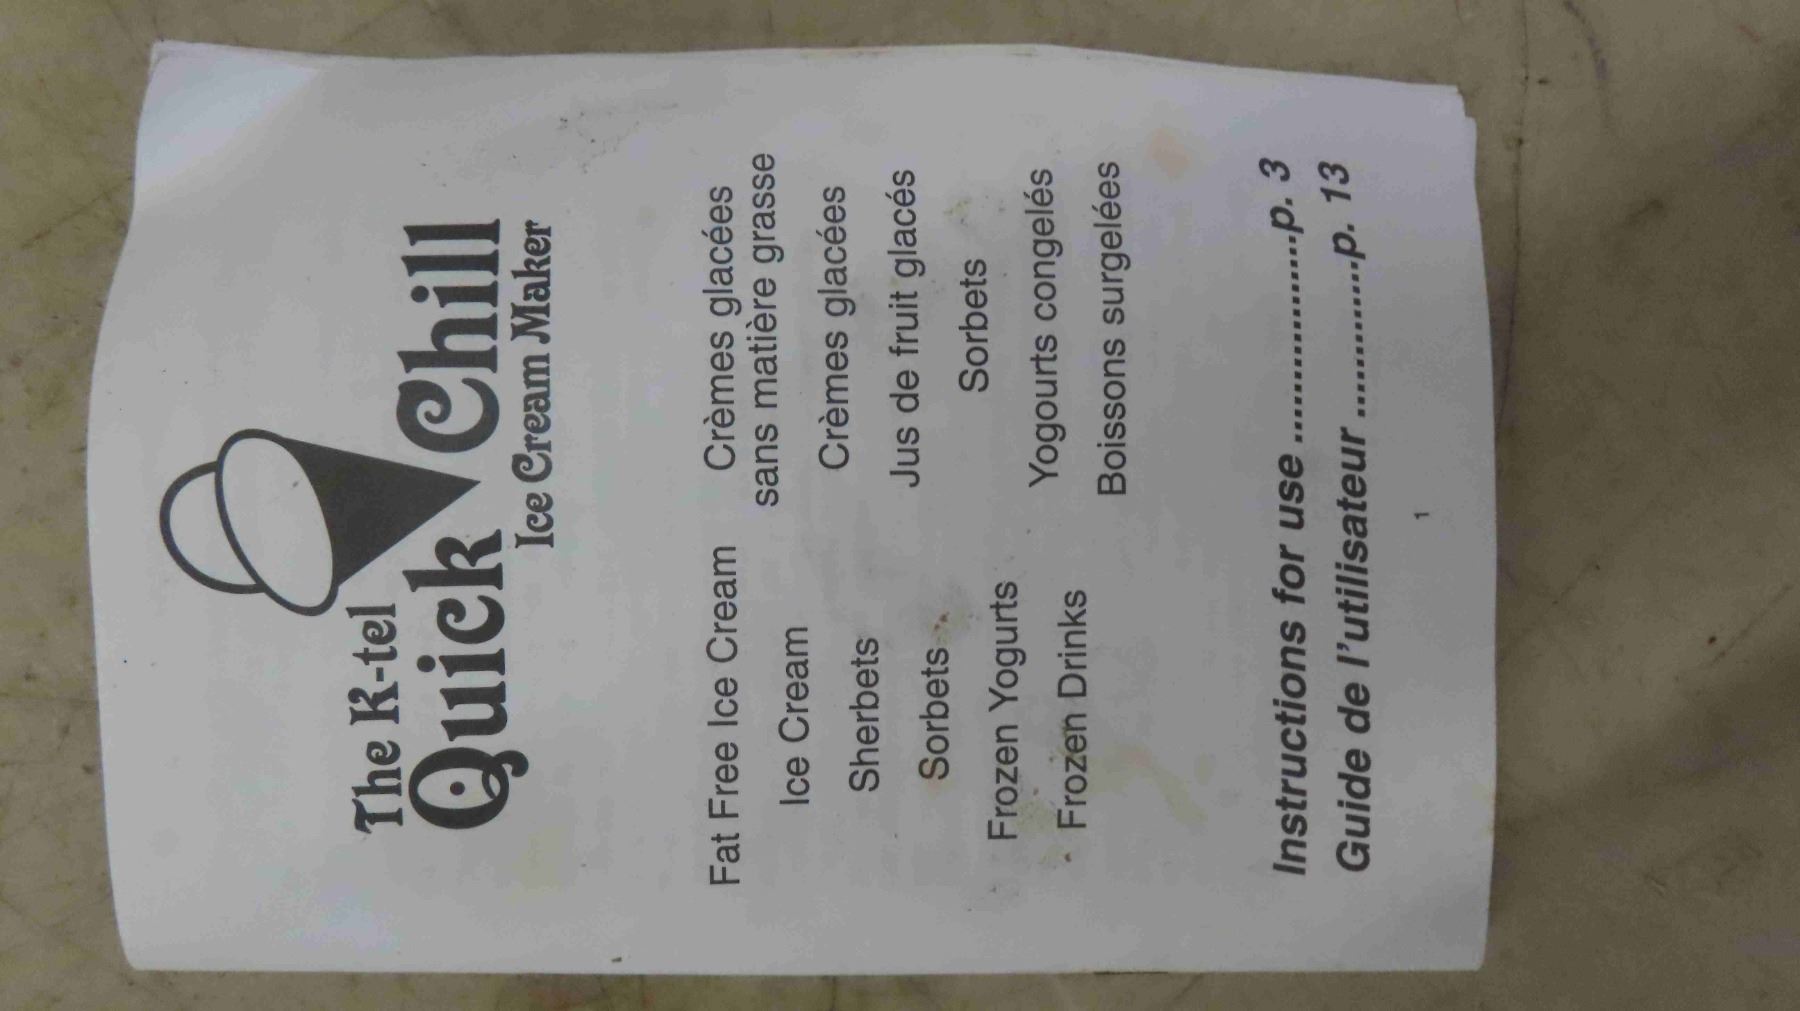 The K-tel
Quick Chill
Ice Cream Maker
Fat Free Ice Cream
Ice Cream
Sherbets
Sorbets
Frozen Yogurts
Frozen Drinks
Crèmes glacées
sans matière grasse
Crèmes glacées
Jus de fruit glacés
Sorbets
Yogourts congelés
Boissons surgelées
Instructions for use ..................p. 3
Guide de l'utilisateur .............p. 13
1